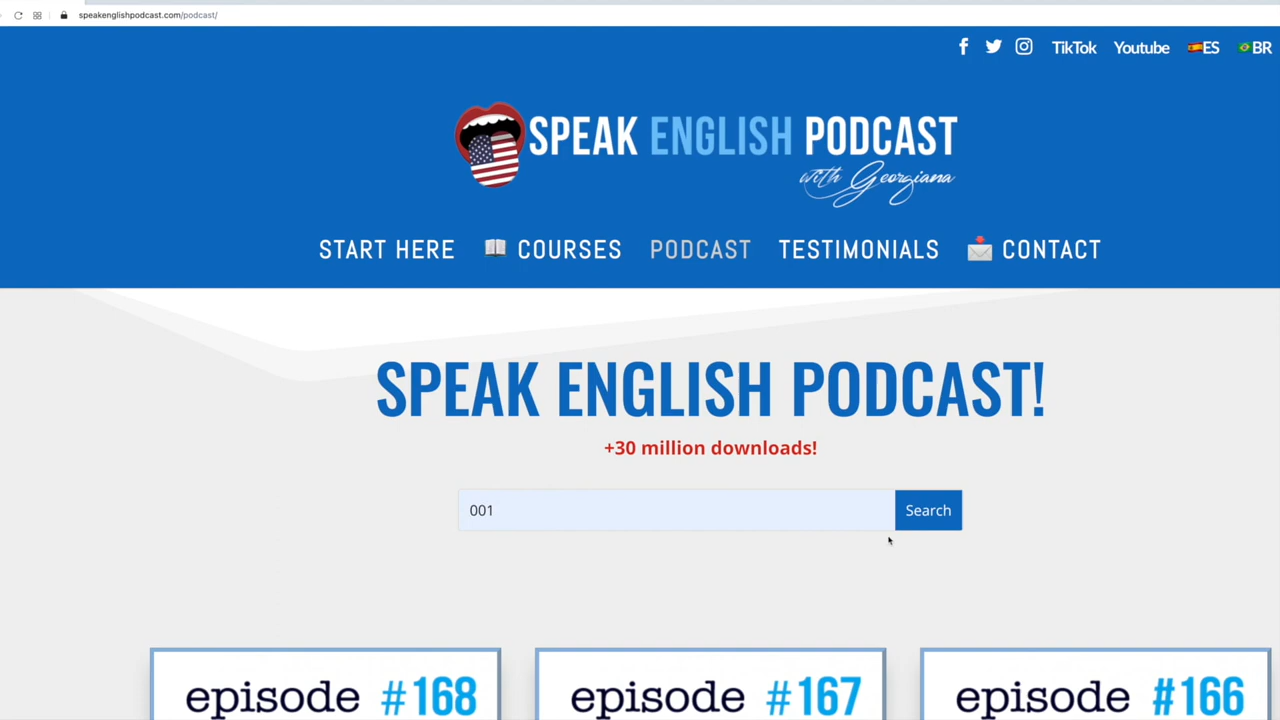 speakenglishpodcast.com/podcast/
TikTok Youtube ES BR
SPEAK ENGLISH PODCAST
with Georgiana
START HERE COURSES PODCAST TESTIMONIALS CONTACT
SPEAK ENGLISH PODCAST!
+30 million downloads!
001 Search
episode #168 episode #167 episode #166